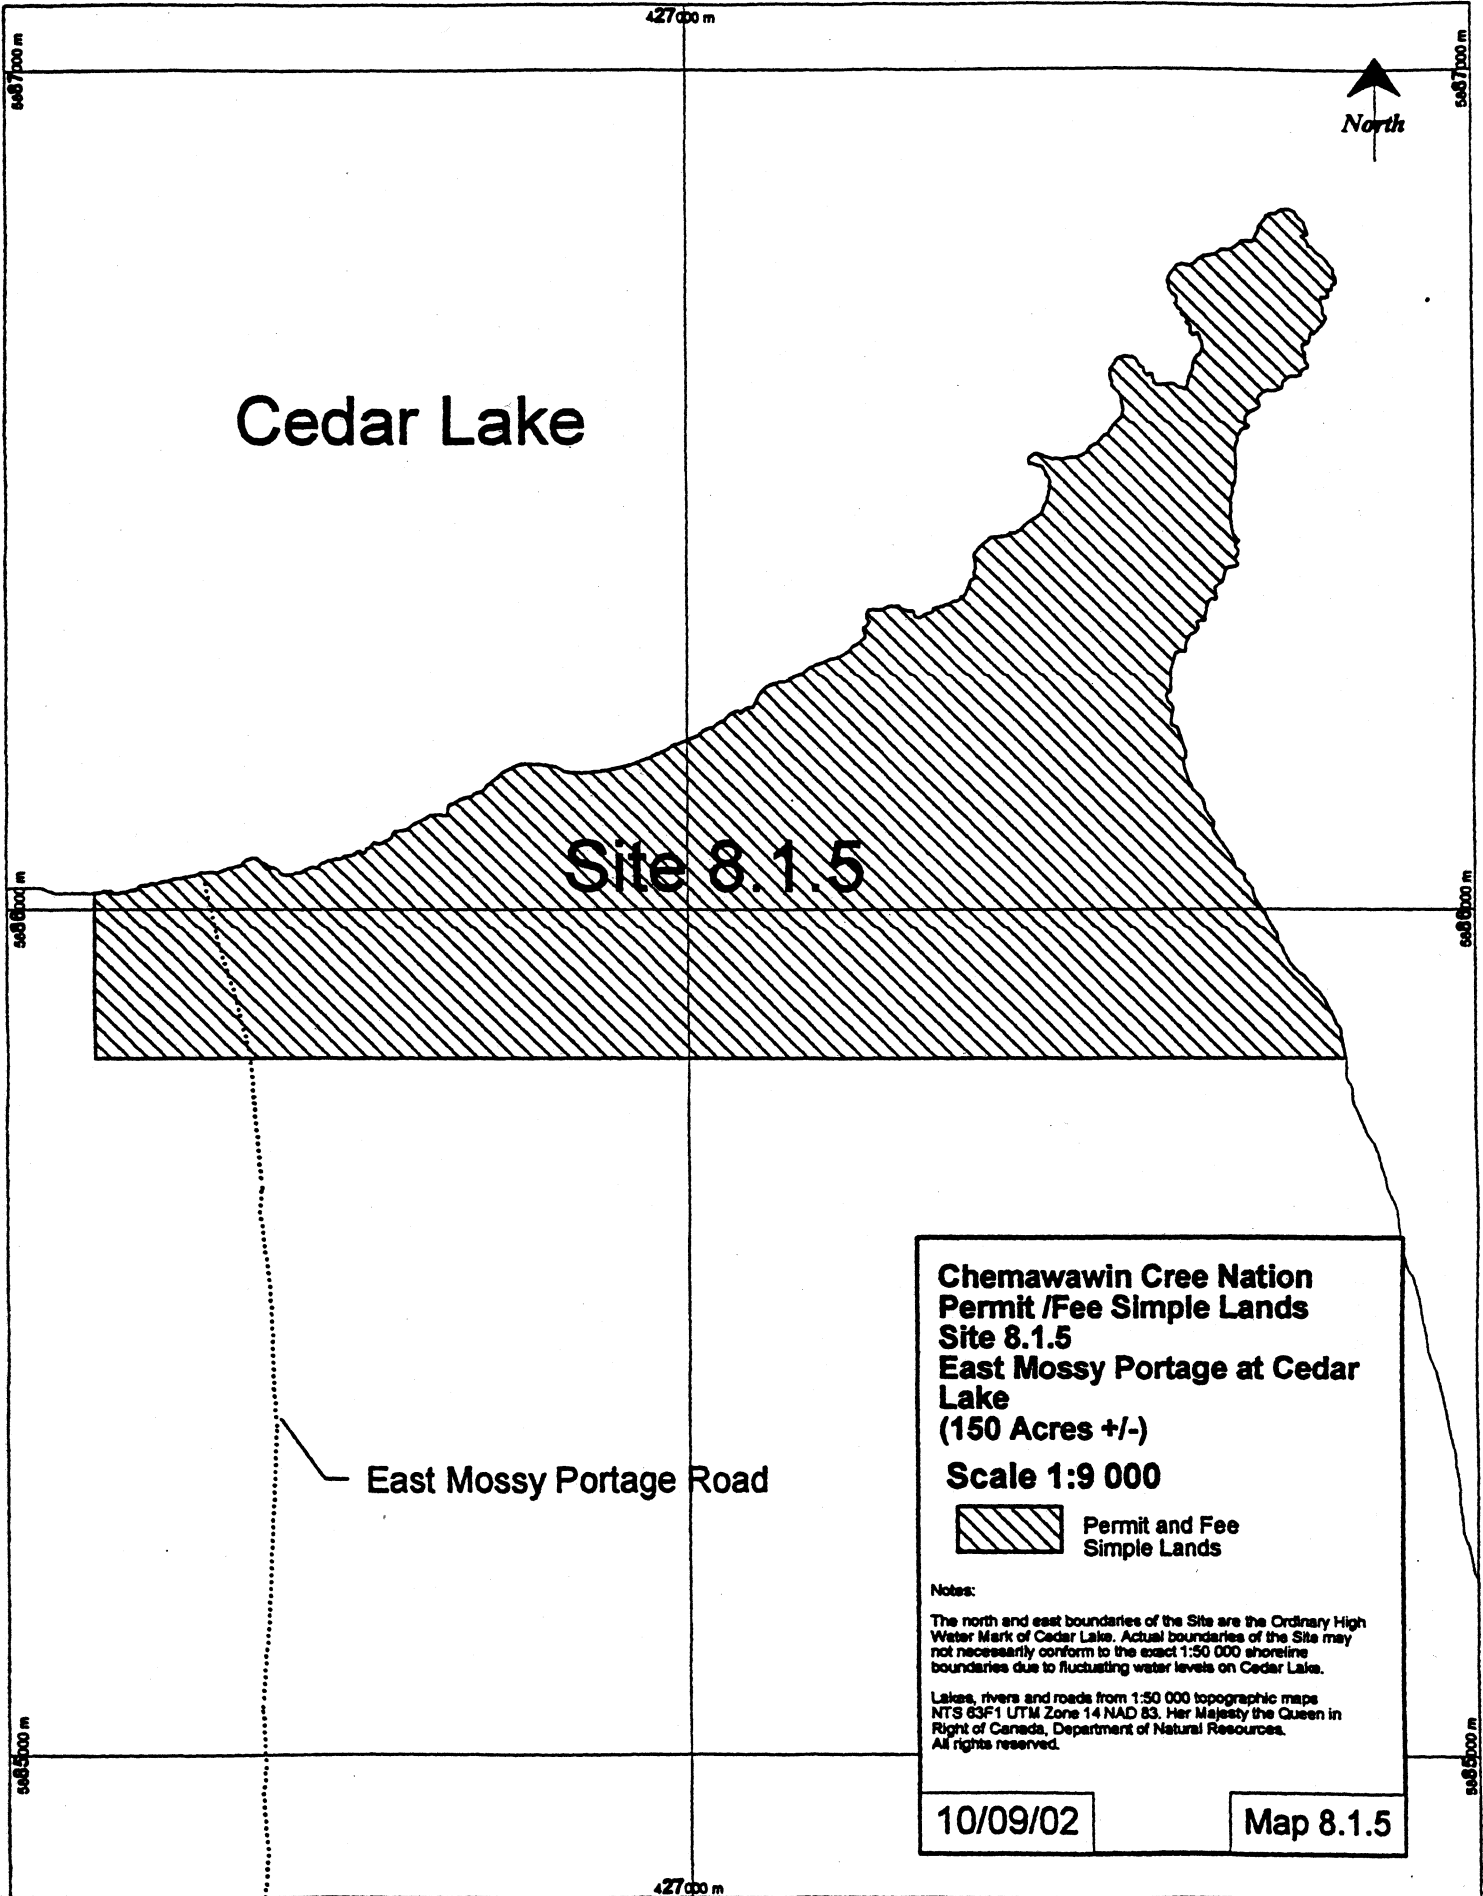 427000 m
5887000 m
5887000 m
North
Cedar Lake
Site 8.1.5
5886000 m
5886000 m
East Mossy Portage Road
Chemawawin Cree Nation
Permit /Fee Simple Lands
Site 8.1.5
East Mossy Portage at Cedar
Lake
(150 Acres +/-)
Scale 1:9 000
Permit and Fee
Simple Lands
Notes:
The north and east boundaries of the Site are the Ordinary High
Water Mark of Cedar Lake. Actual boundaries of the Site may
not necessarily conform to the exact 1:50 000 shoreline
boundaries due to fluctuating water levels on Cedar Lake.
Lakes, rivers and roads from 1:50 000 topographic maps
NTS 63F1 UTM Zone 14 NAD 83. Her Majesty the Queen in
Right of Canada, Department of Natural Resources.
All rights reserved.
5885000 m
5885000 m
10/09/02
Map 8.1.5
427000 m